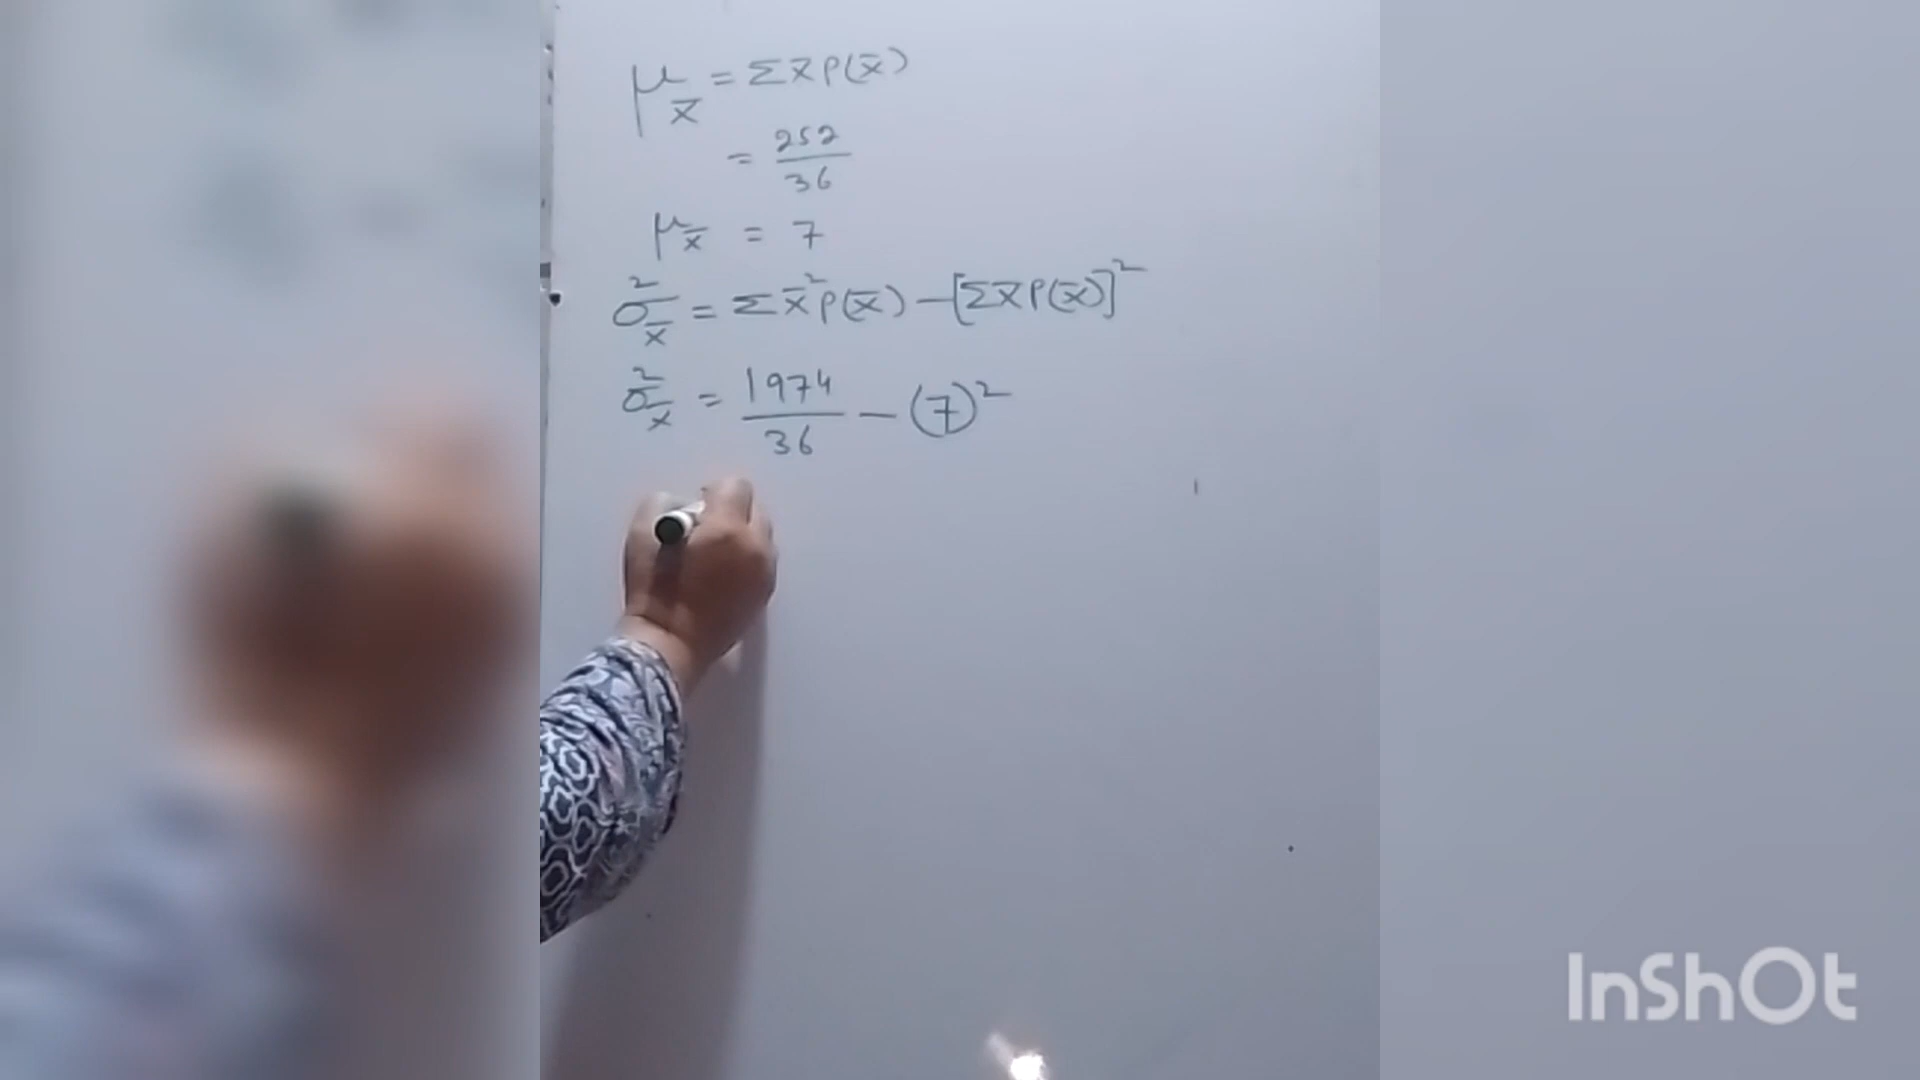 μx̄ = Σx̄P(x̄)
= 252/36
μx̄ = 7
σ²x̄ = Σx̄²P(x̄) – [Σx̄P(x̄)]²
σ²x̄ = 1974/36 – (7)²
InShOt